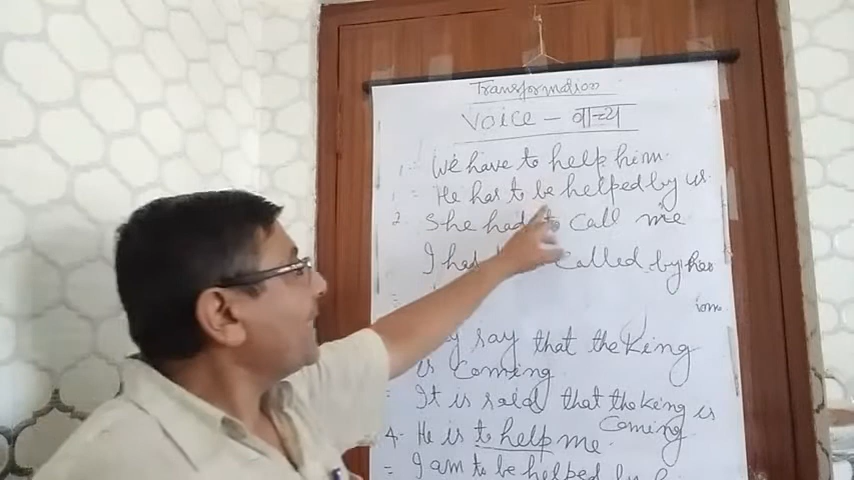 Transformation
Voice - वाच्य
1 - We have to help him.
1 = He has to be helped by us.
2. She had to call me
I had called by her
say that the King
is coming
= It is said that the King is
coming
4- He is to help me
= I am to be helped by